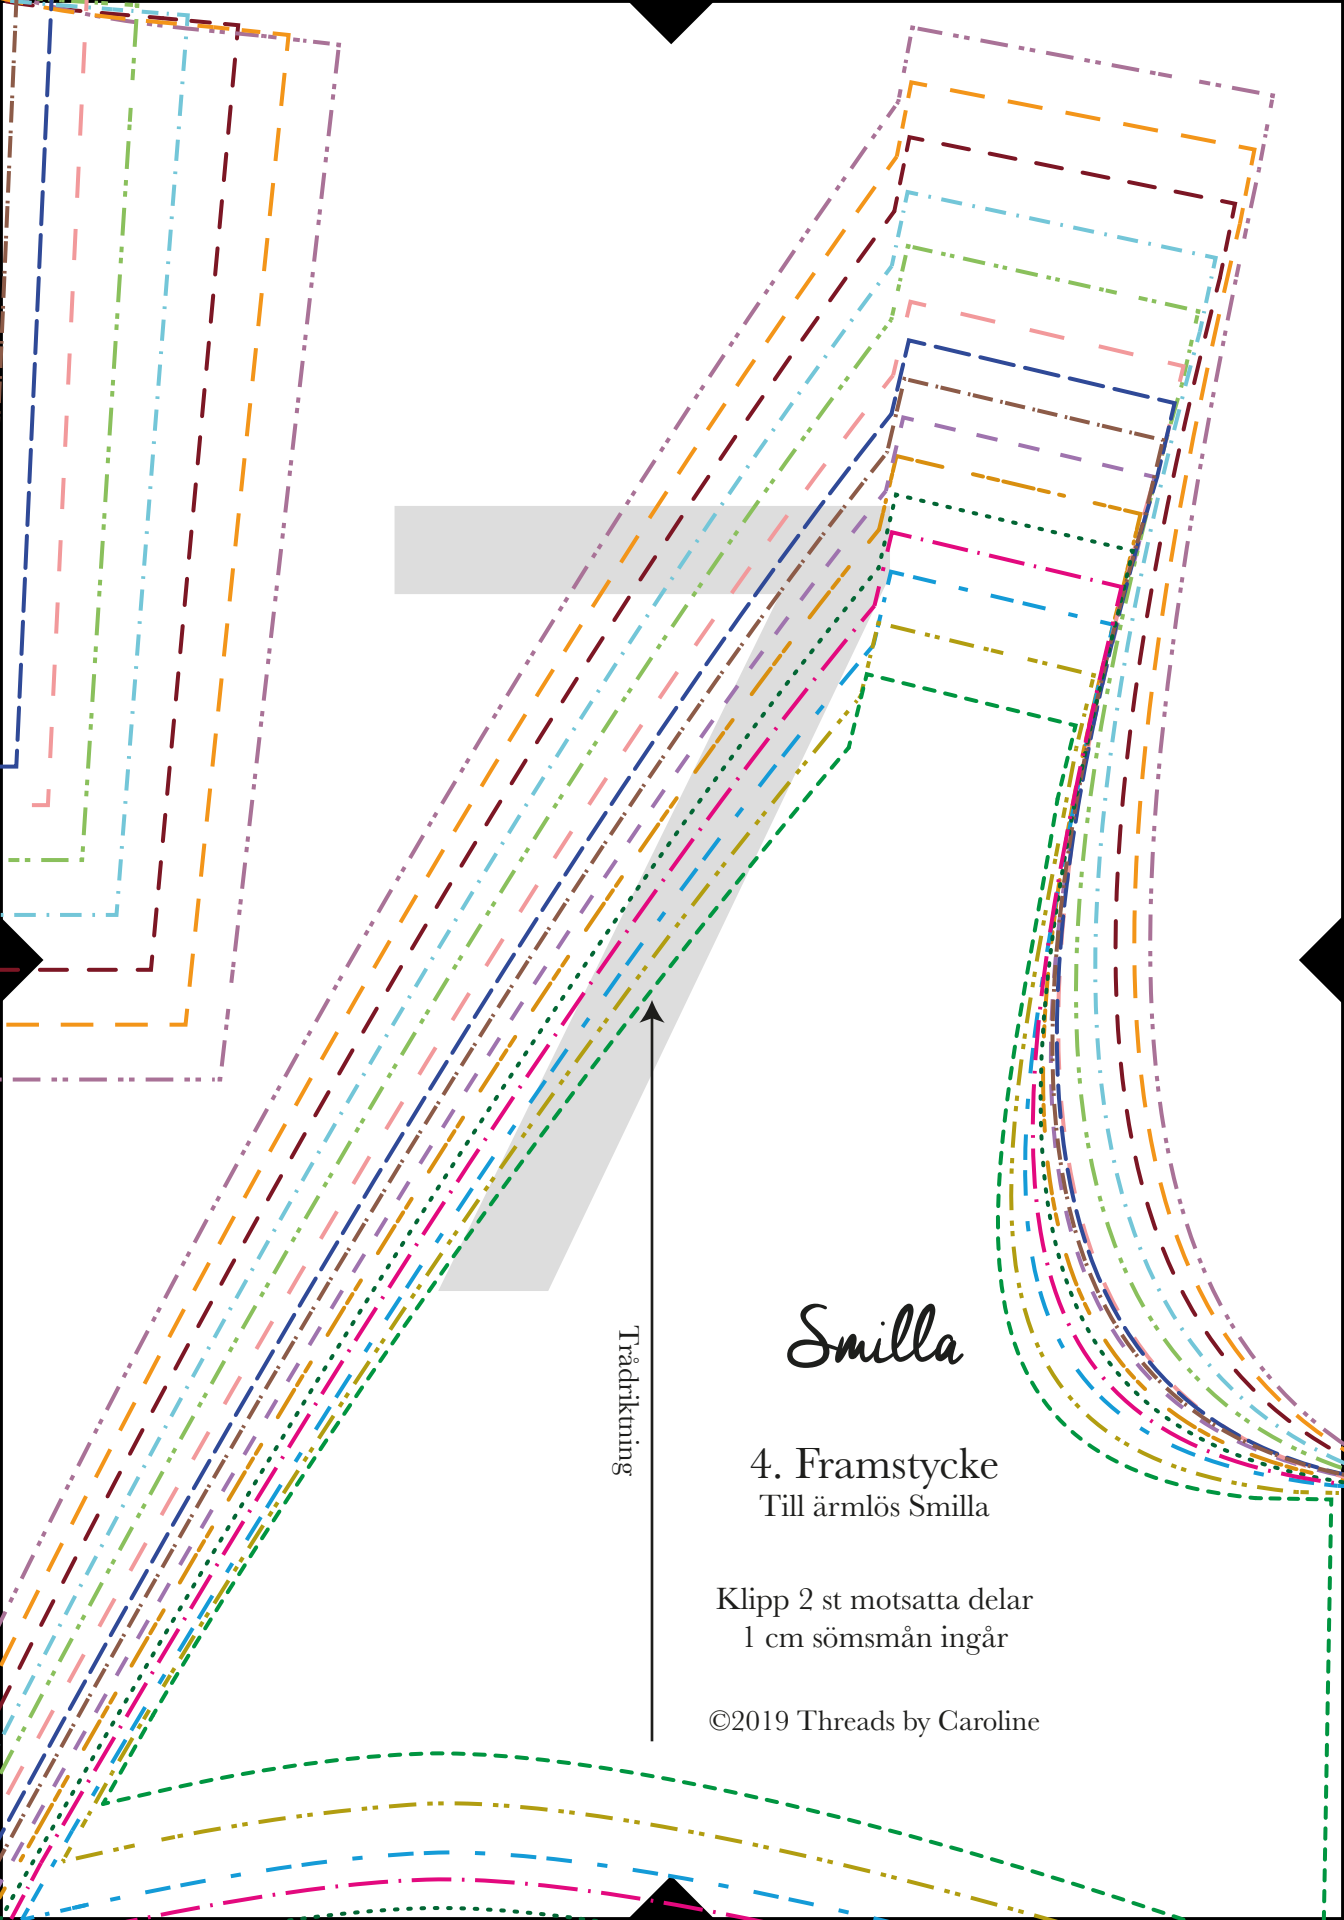 7
Smilla
Trådriktning
4. Framstycke
Till ärmlös Smilla
Klipp 2 st motsatta delar
1 cm sömsmån ingår
©2019 Threads by Caroline